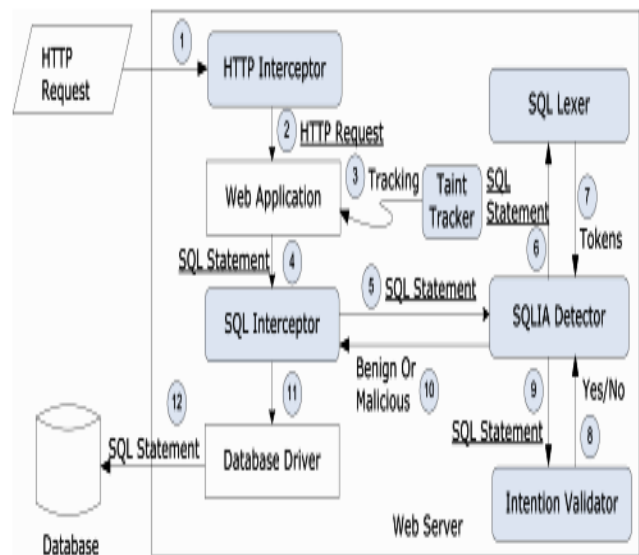 HTTP
Request
1
HTTP Interceptor
2
HTTP Request
3
Tracking
Web Application
Taint
Tracker
SQL
Statement
SQL Lexer
7
Tokens
6
SQL Statement
4
5
SQL Statement
SQL Interceptor
SQLIA Detector
Benign Or
Malicious
10
9
Yes/No
8
SQL Statement
11
12
SQL Statement
Database Driver
Intention Validator
Web Server
Database